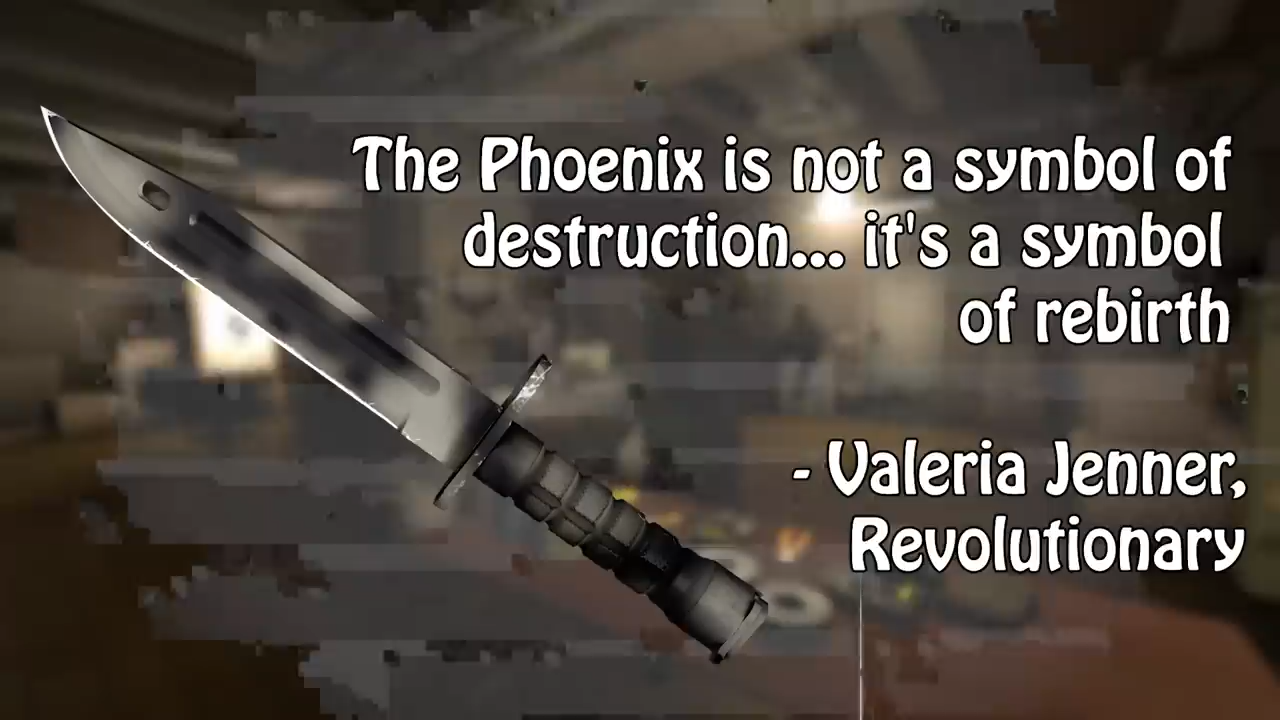 The Phoenix is not a symbol of
destruction... it's a symbol
of rebirth
- Valeria Jenner,
Revolutionary